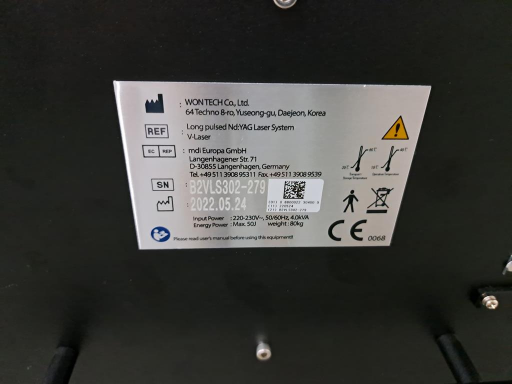 : WON TECH Co., Ltd.
64 Techno 8-ro, Yuseong-gu, Daejeon, Korea
REF : Long pulsed Nd:YAG Laser System
V-Laser
EC REP : mdi Europa GmbH
Langenhagener Str. 71
D-30855 Langenhagen, Germany
Tel. +49 511 3908 95311 Fax. +49 511 3908 9539
SN : B2VLS302-279
: 2022.05.24
Input Power : 220-230V~, 50/60Hz, 4.0kVA
Energy Power : Max. 50J weight : 80kg
Please read user's manual before using this equipment!
CE 0068